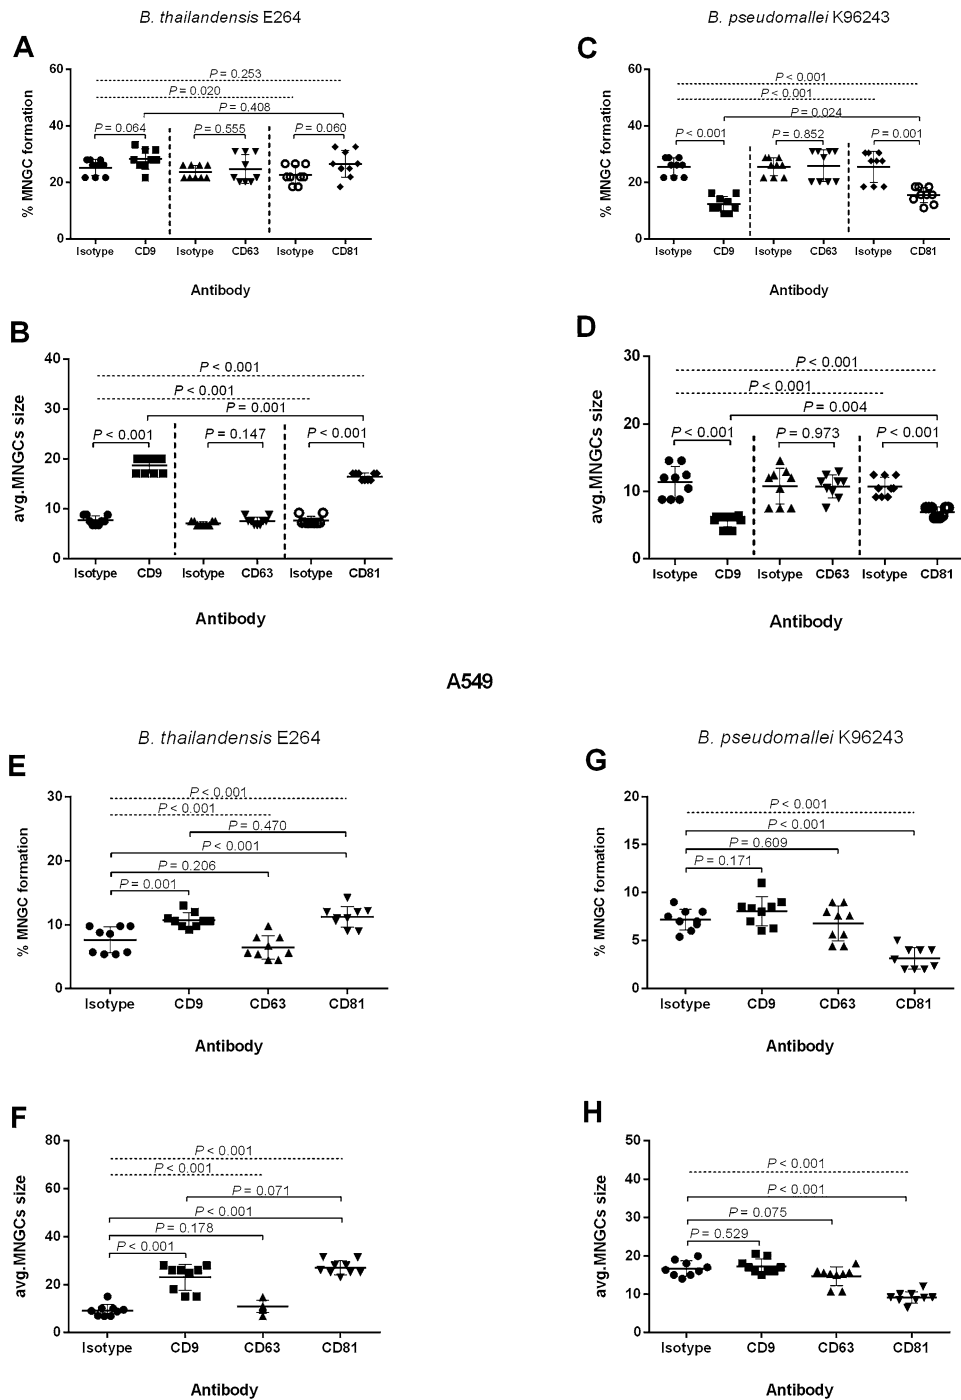 B. thailandensis E264
B. pseudomallei K96243
A
60
40
20
0
% MNGC formation
P = 0.253
P = 0.020
P = 0.408
P = 0.064
P = 0.555
P = 0.060
Isotype CD9 Isotype CD63 Isotype CD81
Antibody
C
60
40
20
0
% MNGC formation
P < 0.001
P < 0.001
P = 0.024
P < 0.001
P = 0.852
P = 0.001
Isotype CD9 Isotype CD63 Isotype CD81
Antibody
B
40
30
20
10
0
avg.MNGCs size
P < 0.001
P < 0.001
P = 0.001
P < 0.001
P = 0.147
P < 0.001
Isotype CD9 Isotype CD63 Isotype CD81
Antibody
D
30
20
10
0
avg.MNGCs size
P < 0.001
P < 0.001
P = 0.004
P < 0.001
P = 0.973
P < 0.001
Isotype CD9 Isotype CD63 Isotype CD81
Antibody
A549
B. thailandensis E264
B. pseudomallei K96243
E
30
20
10
0
% MNGC formation
P < 0.001
P < 0.001
P = 0.470
P < 0.001
P = 0.206
P = 0.001
Isotype CD9 CD63 CD81
Antibody
G
20
15
10
5
0
% MNGC formation
P < 0.001
P < 0.001
P = 0.609
P = 0.171
Isotype CD9 CD63 CD81
Antibody
F
80
60
40
20
0
avg.MNGCs size
P < 0.001
P < 0.001
P = 0.071
P < 0.001
P = 0.178
P < 0.001
Isotype CD9 CD63 CD81
Antibody
H
50
40
30
20
10
0
avg.MNGCs size
P < 0.001
P < 0.001
P = 0.075
P = 0.529
Isotype CD9 CD63 CD81
Antibody